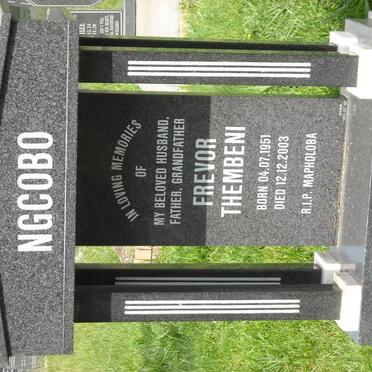 NGCOBO
IN LOVING MEMORIES
OF
MY BELOVED HUSBAND,
FATHER, GRANDFATHER
FREVOR
THEMBENI
BORN 04.07.1951
DIED 12.12.2003
R.I.P. MAPHOLOBA